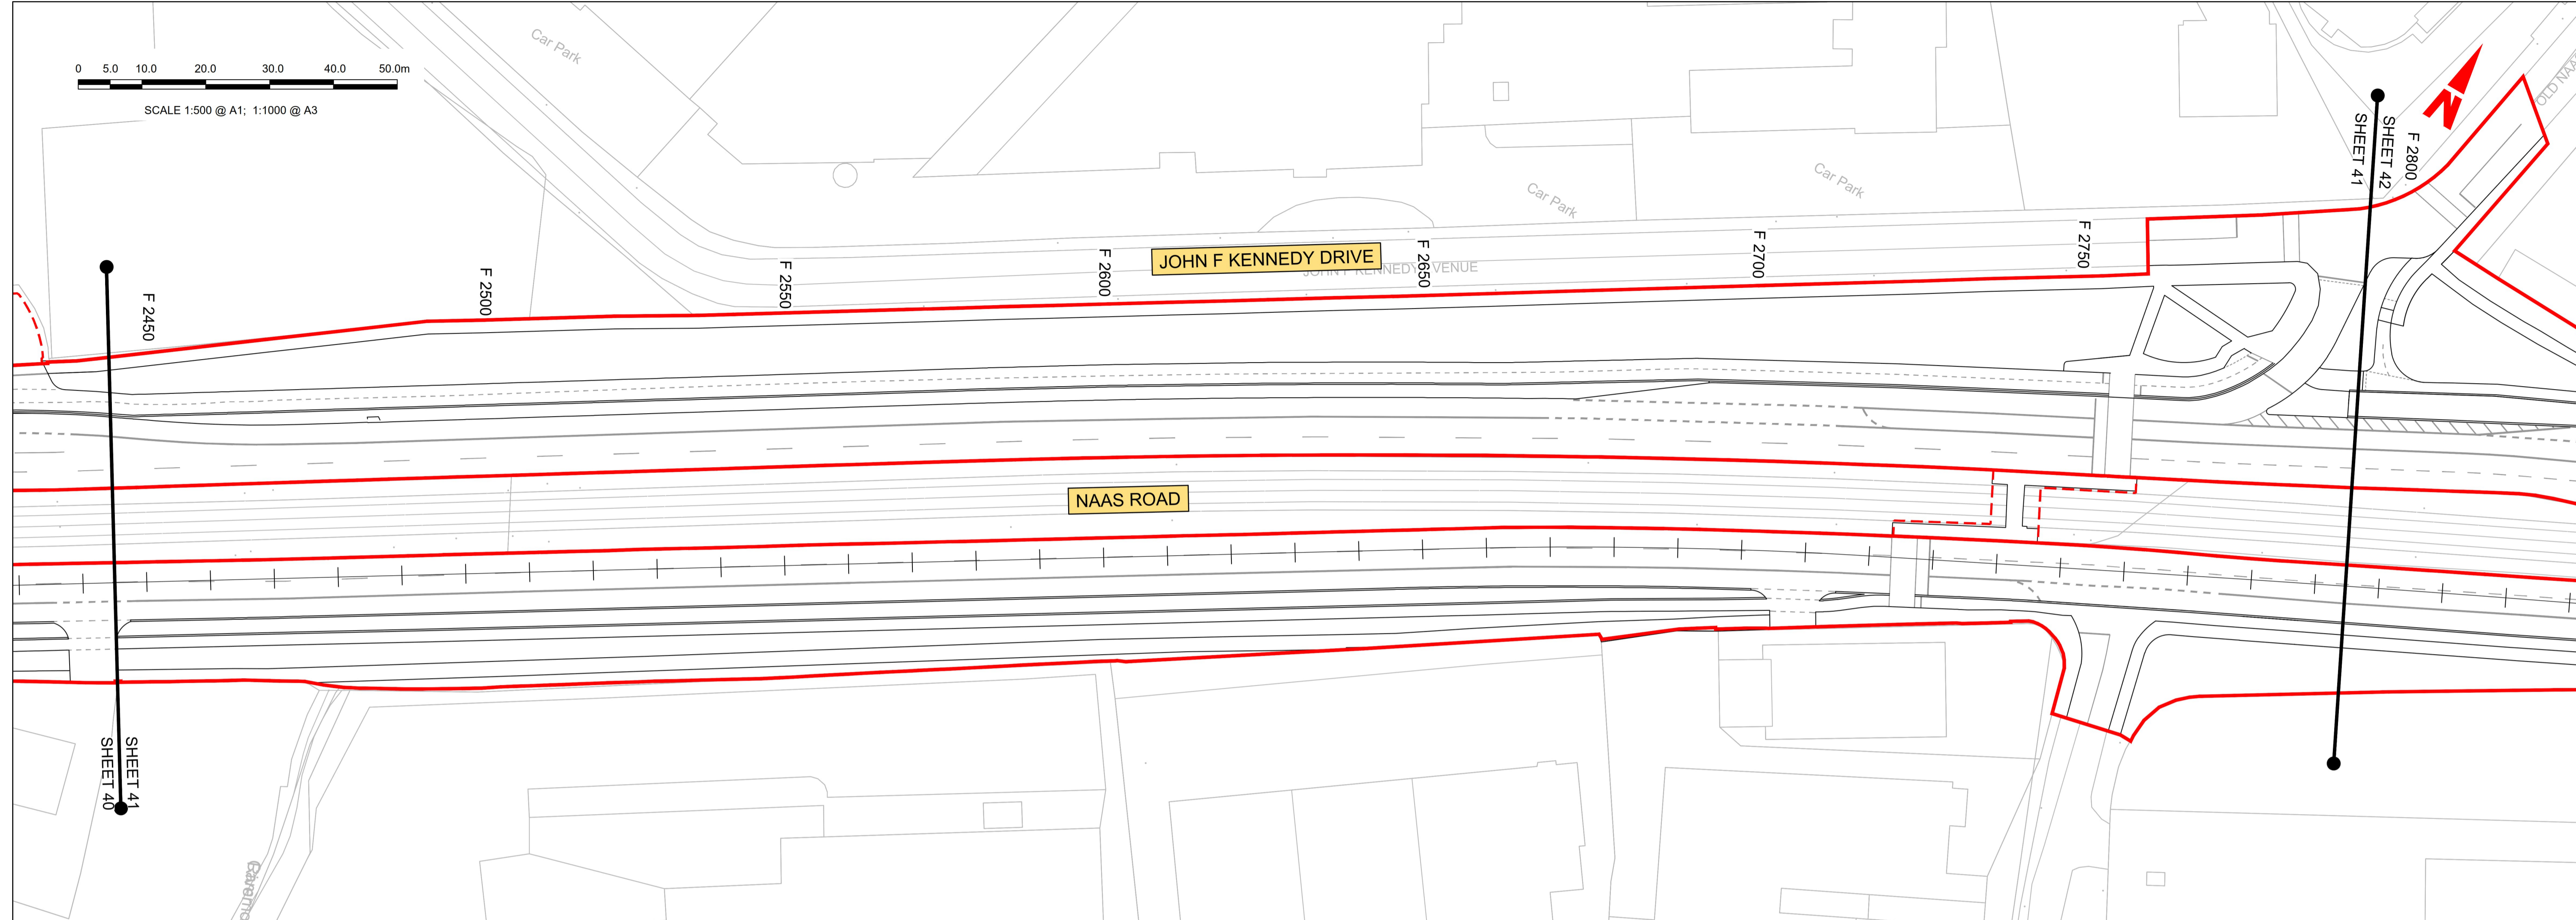 0 5.0 10.0 20.0 30.0 40.0 50.0m
SCALE 1:500 @ A1; 1:1000 @ A3
Car Park
Car Park
Car Park
SHEET 41
SHEET 42
F 2800
N
F 2450
F 2500
F 2550
F 2600
JOHN F KENNEDY DRIVE
F 2650
F 2700
F 2750
NAAS ROAD
SHEET 40
SHEET 41